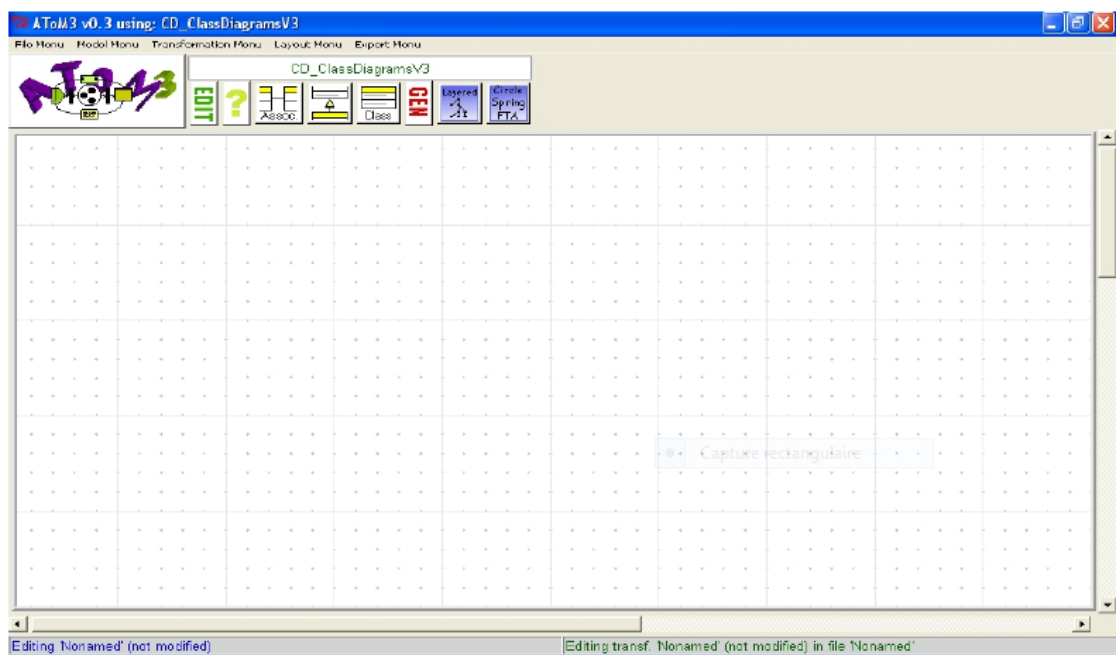 AToM3 v0.3 using: CD_ClassDiagramsV3
File Menu Model Menu Transformation Menu Layout Menu Export Menu
AToM3
EXIT
CD_ClassDiagramsV3
EDIT ? Assoc. Class GEN Layered Circle Spring FTA
Capture rectangulaire
Editing 'Nonamed' (not modified)
Editing transf. 'Nonamed' (not modified) in file 'Nonamed'